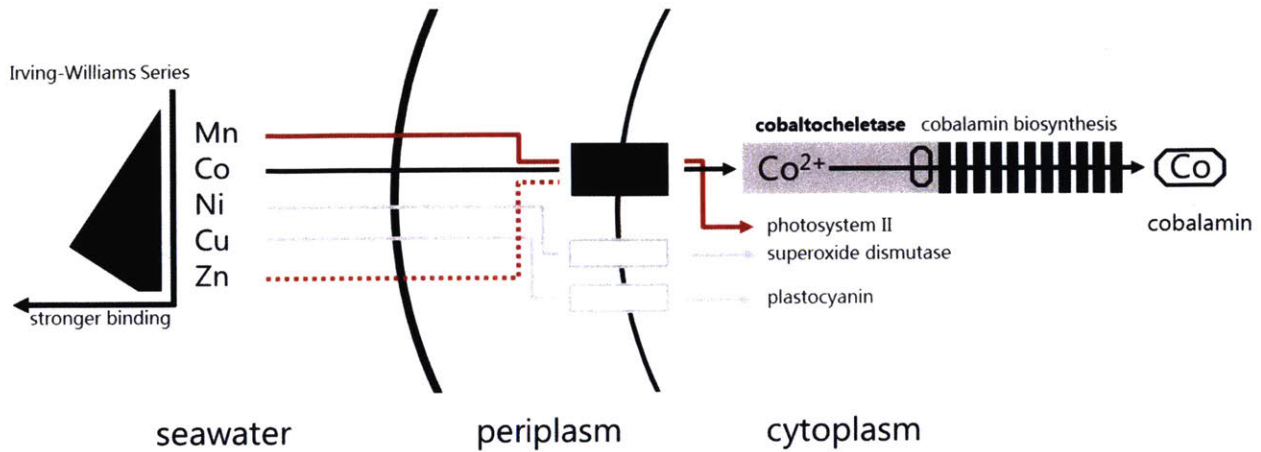 Irving-Williams Series
Mn
Co
Ni
Cu
Zn
stronger binding
cobaltocheletase cobalamin biosynthesis
Co²⁺
Co
cobalamin
photosystem II
superoxide dismutase
plastocyanin
seawater periplasm cytoplasm